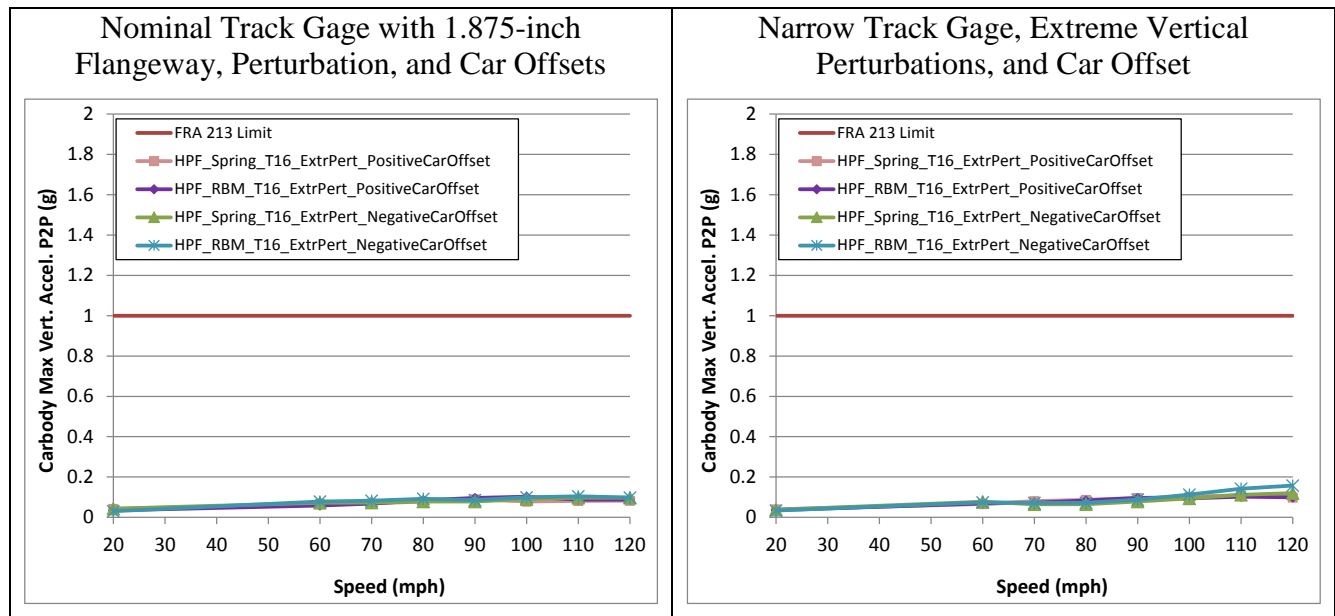 Nominal Track Gage with 1.875-inch
Flangeway, Perturbation, and Car Offsets
Carbody Max Vert. Accel. P2P (g)
2
1.8
1.6
1.4
1.2
1
0.8
0.6
0.4
0.2
0
FRA 213 Limit
HPF_Spring_T16_ExtrPert_PositiveCarOffset
HPF_RBM_T16_ExtrPert_PositiveCarOffset
HPF_Spring_T16_ExtrPert_NegativeCarOffset
HPF_RBM_T16_ExtrPert_NegativeCarOffset
20 30 40 50 60 70 80 90 100 110 120
Speed (mph)
Narrow Track Gage, Extreme Vertical
Perturbations, and Car Offset
Carbody Max Vert. Accel. P2P (g)
2
1.8
1.6
1.4
1.2
1
0.8
0.6
0.4
0.2
0
FRA 213 Limit
HPF_Spring_T16_ExtrPert_PositiveCarOffset
HPF_RBM_T16_ExtrPert_PositiveCarOffset
HPF_Spring_T16_ExtrPert_NegativeCarOffset
HPF_RBM_T16_ExtrPert_NegativeCarOffset
20 30 40 50 60 70 80 90 100 110 120
Speed (mph)